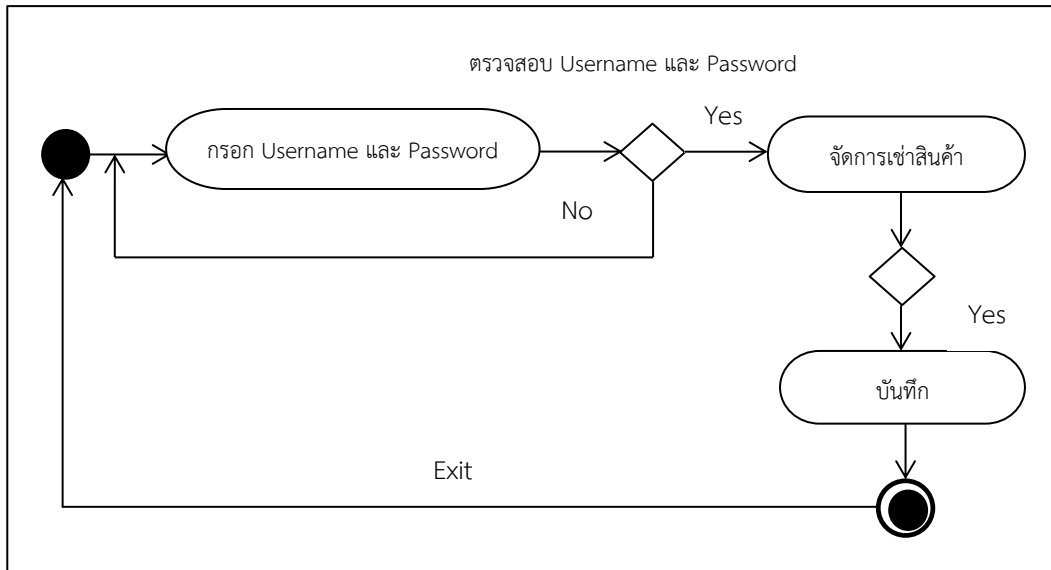 ตรวจสอบ Username และ Password
กรอก Username และ Password
Yes
จัดการเช่าสินค้า
No
Yes
บันทึก
Exit